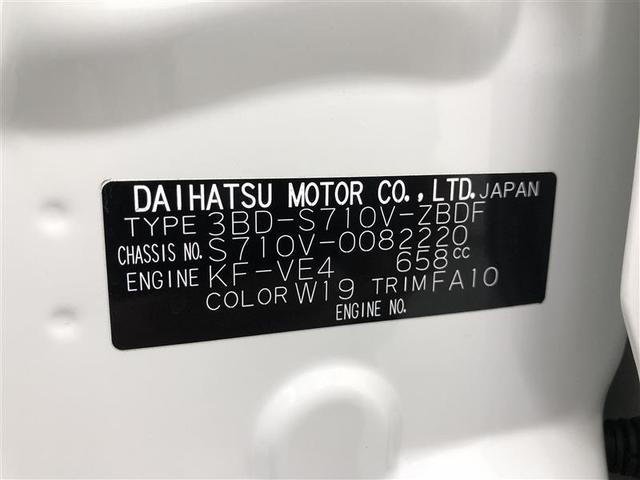 DAIHATSU MOTOR CO.,LTD. JAPAN
TYPE 3BD-S710V-ZBDF
CHASSIS NO. S710V-0082220
ENGINE KF-VE4 658cc
COLOR W19 TRIM FA10
ENGINE NO.